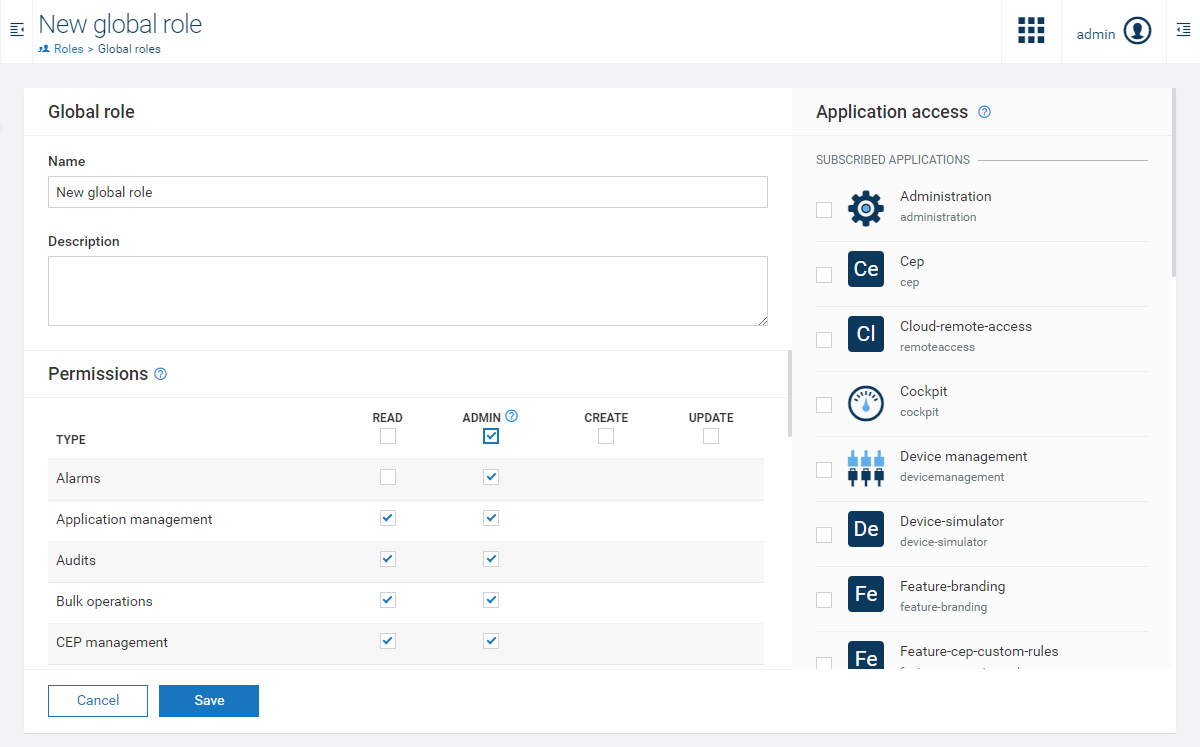 New global role
Roles > Global roles
admin
Global role
Name
New global role
Description
Permissions
TYPE
READ
ADMIN
CREATE
UPDATE
Alarms
Application management
Audits
Bulk operations
CEP management
Cancel
Save
Application access
SUBSCRIBED APPLICATIONS
Administration
administration
Ce
Cep
cep
Cl
Cloud-remote-access
remoteaccess
Cockpit
cockpit
Device management
devicemanagement
De
Device-simulator
device-simulator
Fe
Feature-branding
feature-branding
Fe
Feature-cep-custom-rules